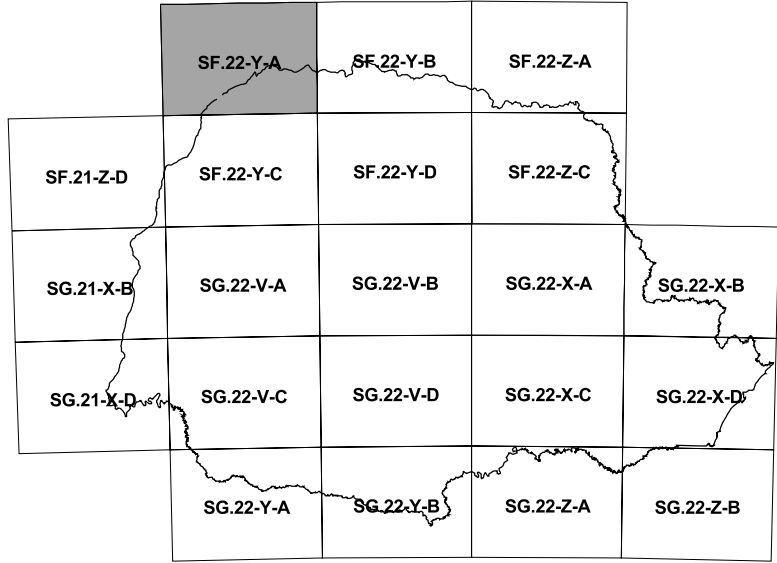 SF.22-Y-A SF.22-Y-B SF.22-Z-A
SF.21-Z-D SF.22-Y-C SF.22-Y-D SF.22-Z-C
SG.21-X-B SG.22-V-A SG.22-V-B SG.22-X-A SG.22-X-B
SG.21-X-D SG.22-V-C SG.22-V-D SG.22-X-C SG.22-X-D
SG.22-Y-A SG.22-Y-B SG.22-Z-A SG.22-Z-B